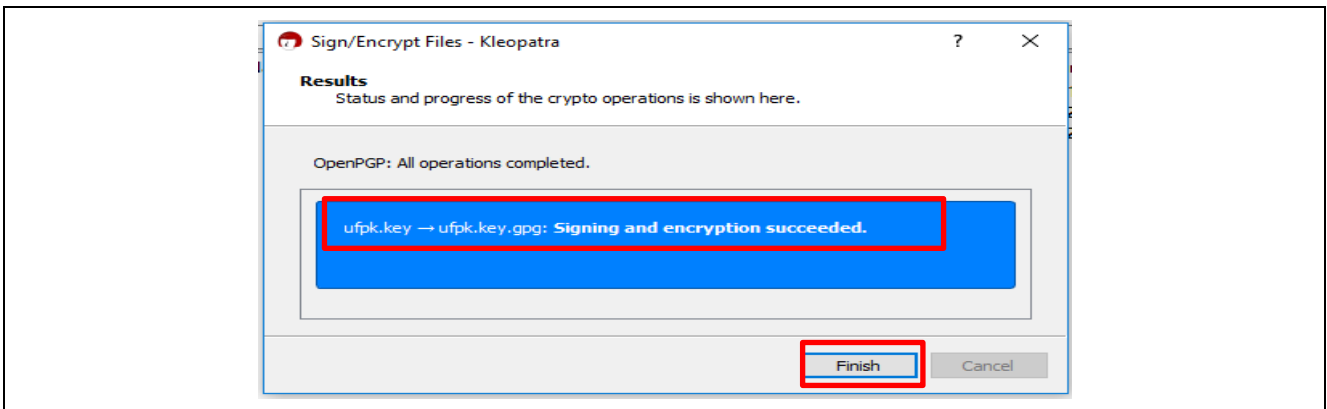 Sign/Encrypt Files - Kleopatra ?
Results
Status and progress of the crypto operations is shown here.
OpenPGP: All operations completed.
ufpk.key → ufpk.key.gpg: Signing and encryption succeeded.
Finish Cancel